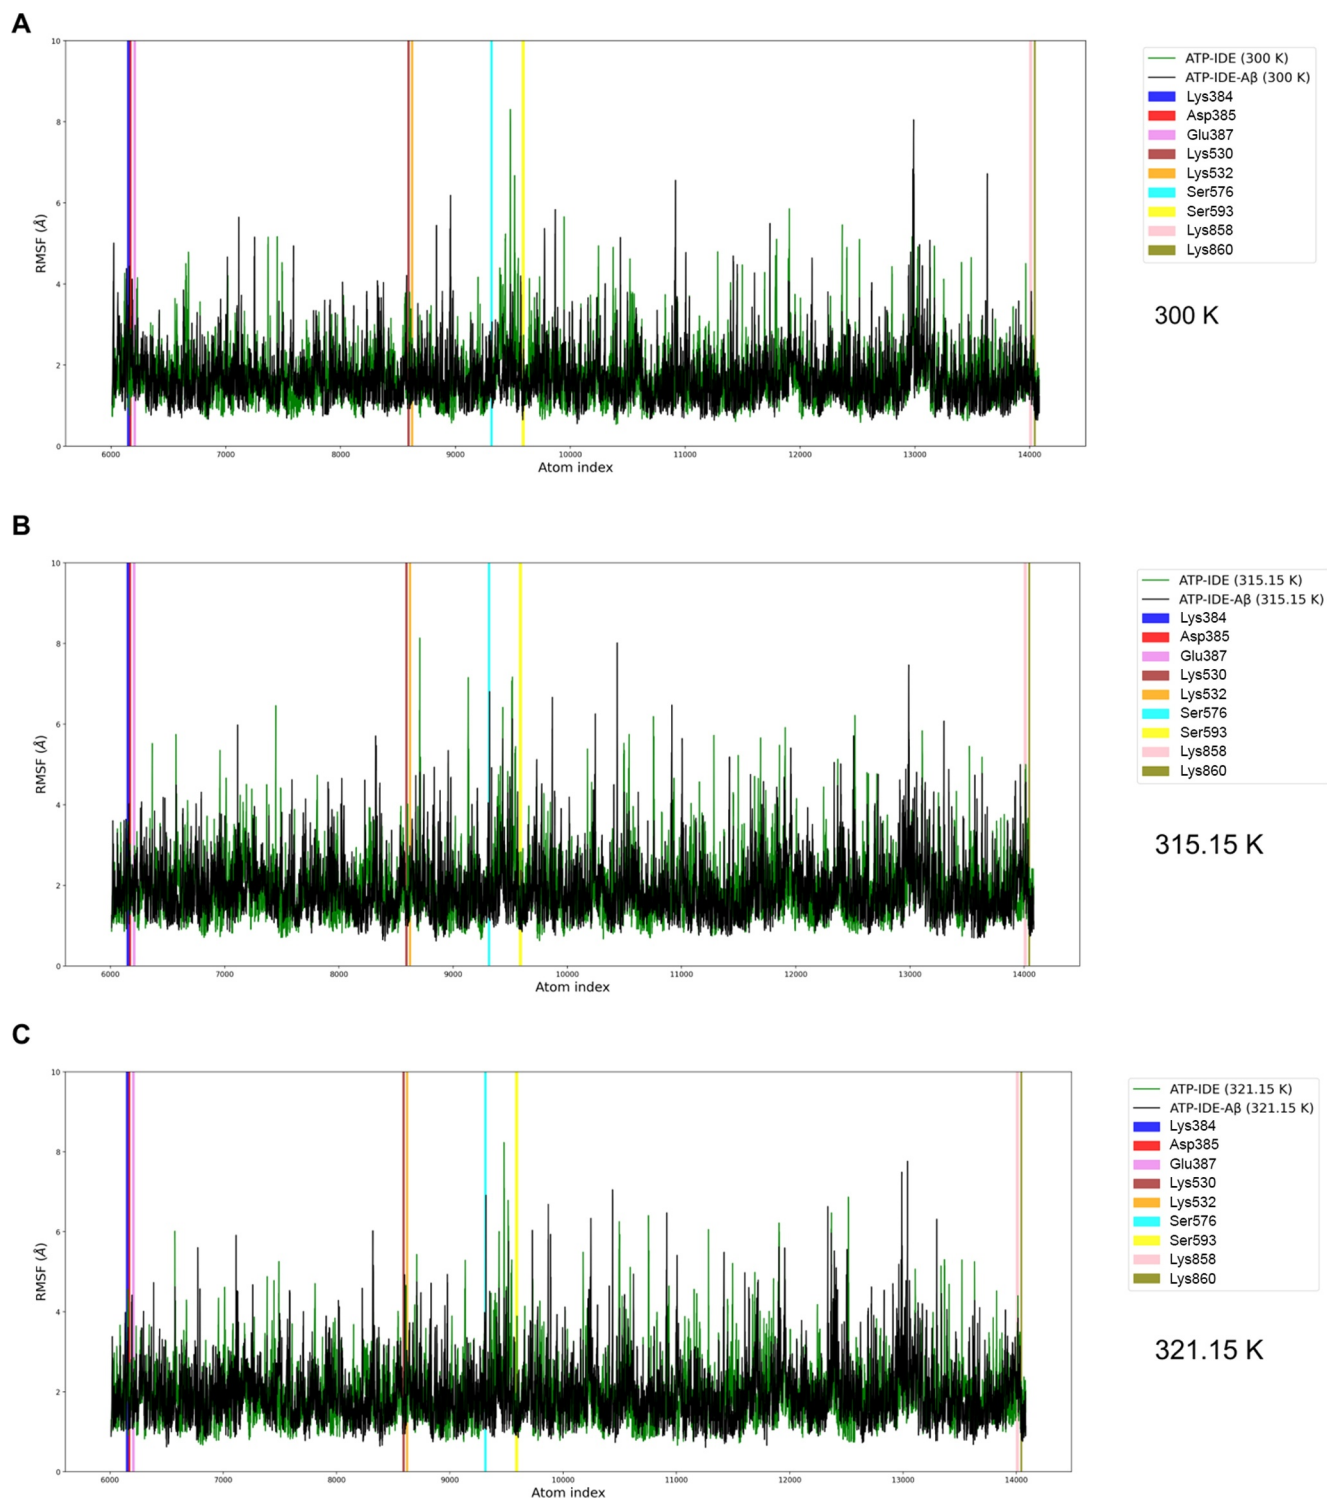 A
10
8
6
4
2
0
RMSF (Å)
6000 7000 8000 9000 10000 11000 12000 13000 14000
Atom index
ATP-IDE (300 K)
ATP-IDE-Aβ (300 K)
Lys384
Asp385
Glu387
Lys530
Lys532
Ser576
Ser593
Lys858
Lys860
300 K
B
10
8
6
4
2
0
RMSF (Å)
6000 7000 8000 9000 10000 11000 12000 13000 14000
Atom index
ATP-IDE (315.15 K)
ATP-IDE-Aβ (315.15 K)
Lys384
Asp385
Glu387
Lys530
Lys532
Ser576
Ser593
Lys858
Lys860
315.15 K
C
10
8
6
4
2
0
RMSF (Å)
6000 7000 8000 9000 10000 11000 12000 13000 14000
Atom index
ATP-IDE (321.15 K)
ATP-IDE-Aβ (321.15 K)
Lys384
Asp385
Glu387
Lys530
Lys532
Ser576
Ser593
Lys858
Lys860
321.15 K